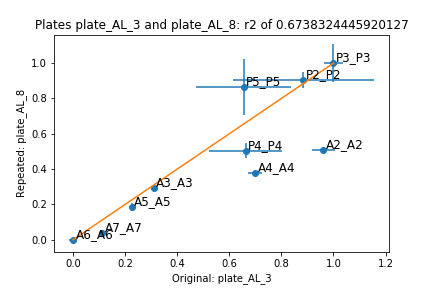 Plates plate_AL_3 and plate_AL_8: r2 of 0.6738324445920127
Repeated: plate_AL_8
1.0
0.8
0.6
0.4
0.2
0.0
P3_P3
P2_P2
P5_P5
P4_P4
A2_A2
A4_A4
A3_A3
A5_A5
A7_A7
A6_A6
0.0 0.2 0.4 0.6 0.8 1.0 1.2
Original: plate_AL_3